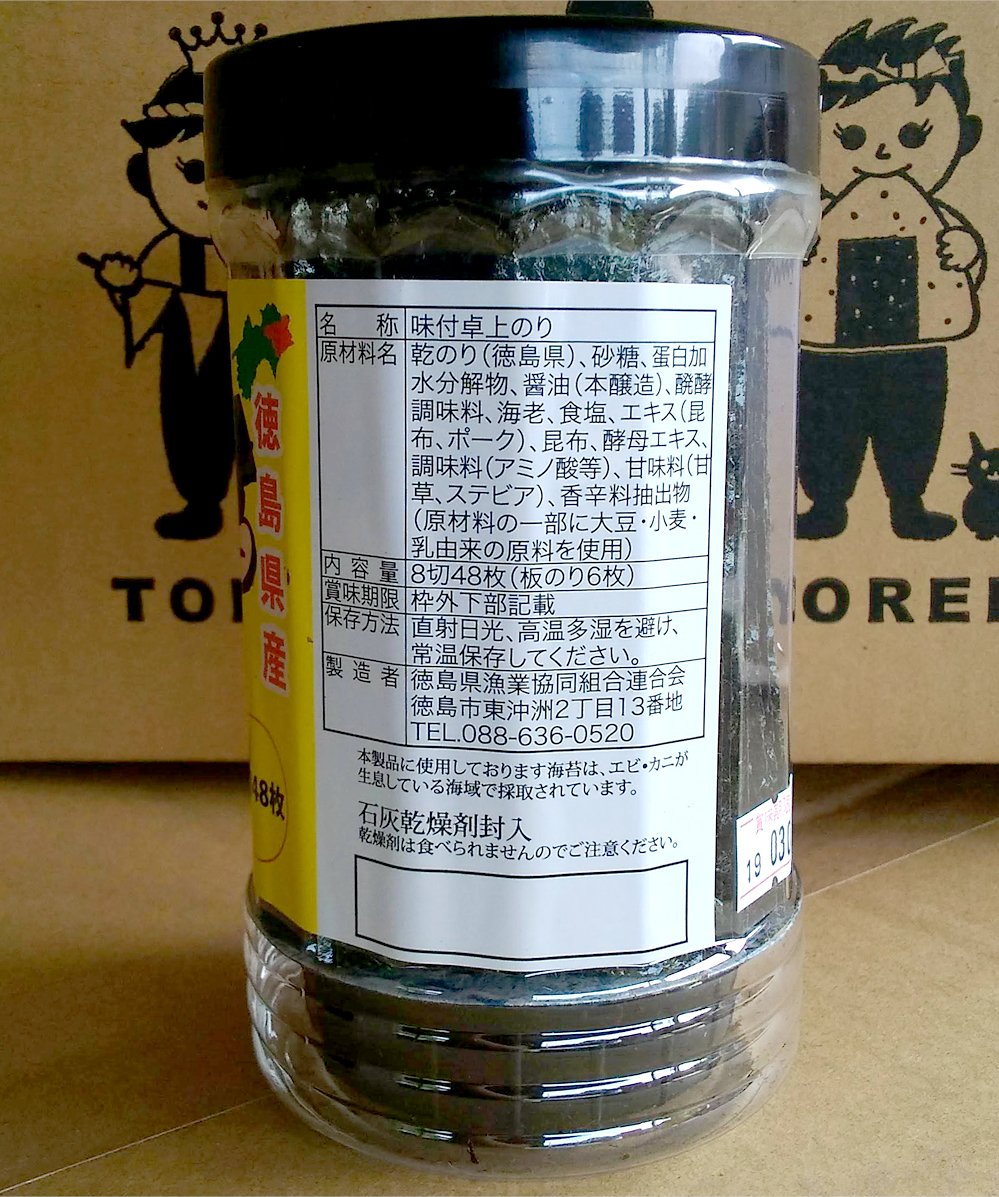 名称 味付卓上のり
原材料名 乾のり(徳島県)、砂糖、蛋白加
水分解物、醤油(本醸造)、醗酵
調味料、海老、食塩、エキス(昆
布、ポーク)、昆布、酵母エキス、
調味料(アミノ酸等)、甘味料(甘
草、ステビア)、香辛料抽出物
(原材料の一部に大豆・小麦・
乳由来の原料を使用)
内容量 8切48枚(板のり6枚)
賞味期限 枠外下部記載
保存方法 直射日光、高温多湿を避け、
常温保存してください。
製造者 徳島県漁業協同組合連合会
徳島市東沖洲2丁目13番地
TEL.088-636-0520
本製品に使用しております海苔は、エビ・カニが
生息している海域で採取されています。
石灰乾燥剤封入
乾燥剤は食べられませんのでご注意ください。
徳島県産
48枚
19 03